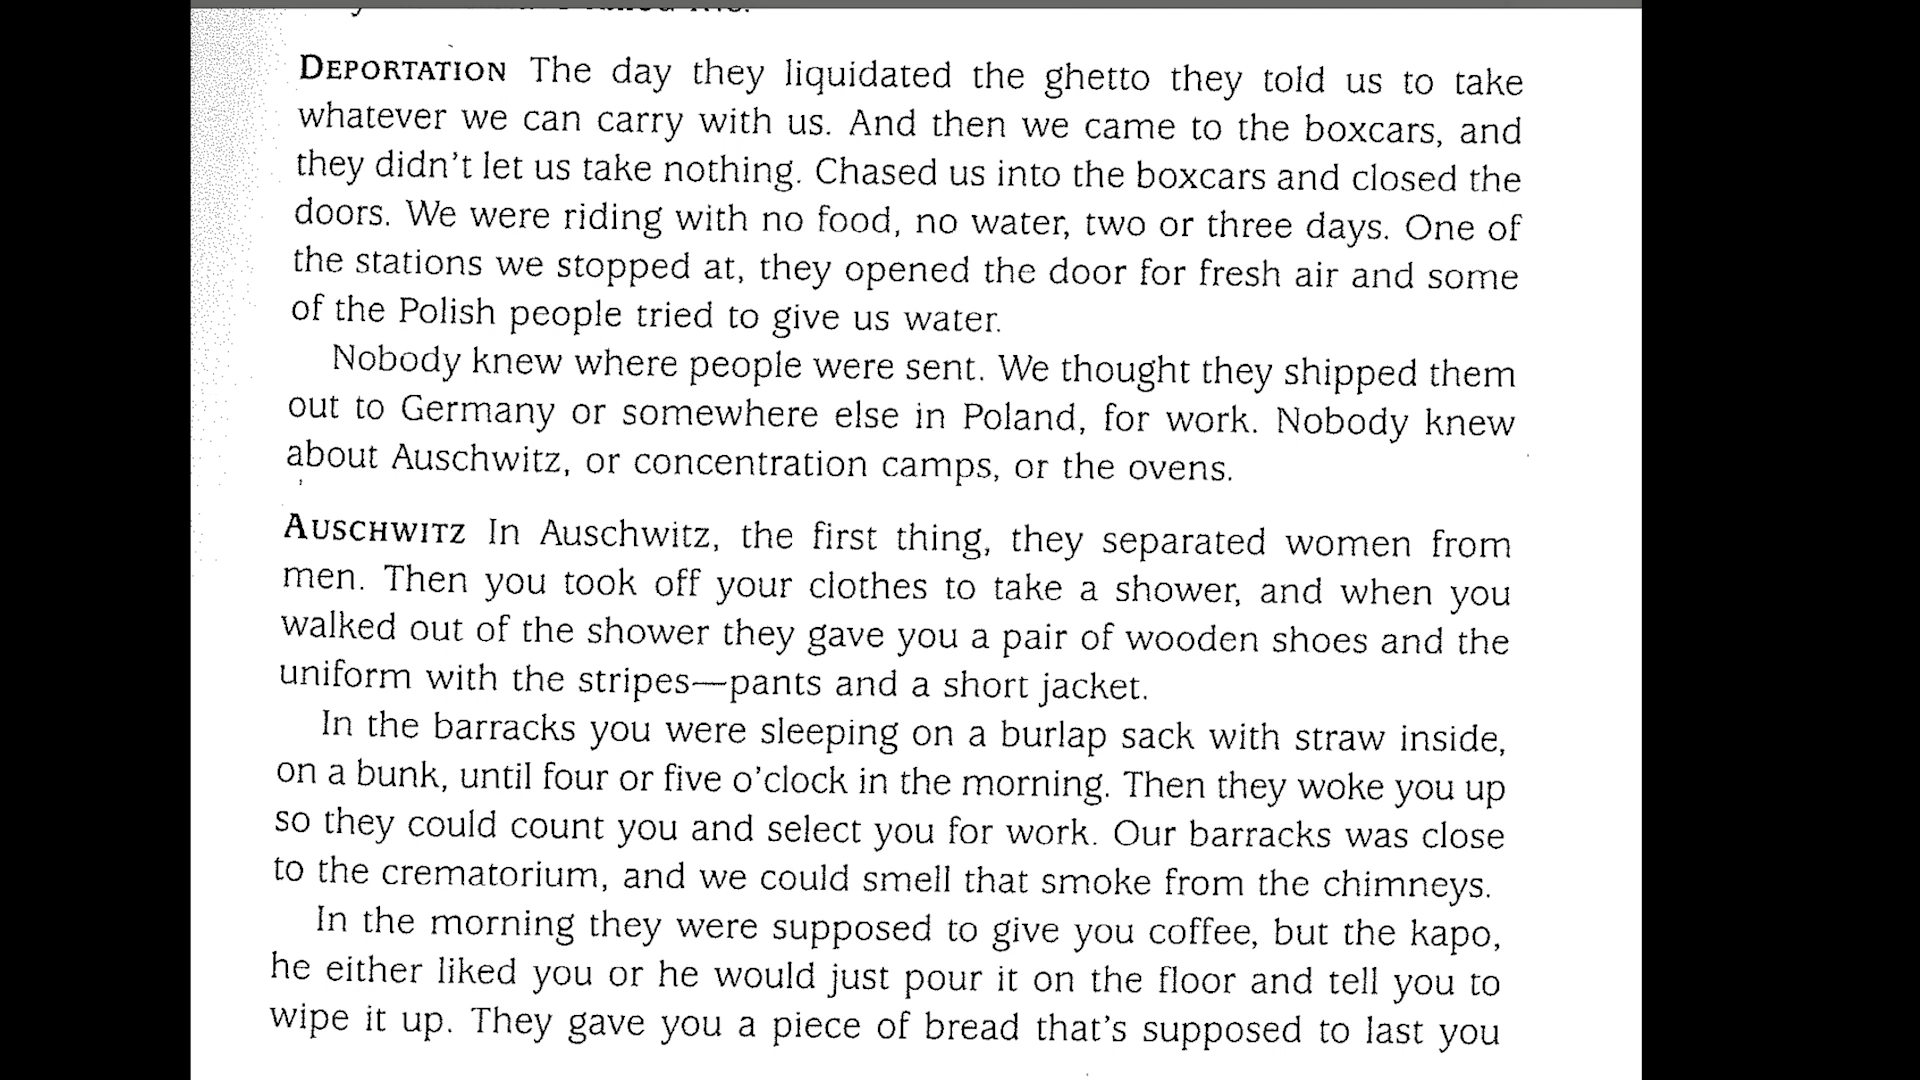 DEPORTATION The day they liquidated the ghetto they told us to take
whatever we can carry with us. And then we came to the boxcars, and
they didn't let us take nothing. Chased us into the boxcars and closed the
doors. We were riding with no food, no water, two or three days. One of
the stations we stopped at, they opened the door for fresh air and some
of the Polish people tried to give us water.
Nobody knew where people were sent. We thought they shipped them
out to Germany or somewhere else in Poland, for work. Nobody knew
about Auschwitz, or concentration camps, or the ovens.
AUSCHWITZ In Auschwitz, the first thing, they separated women from
men. Then you took off your clothes to take a shower, and when you
walked out of the shower they gave you a pair of wooden shoes and the
uniform with the stripes—pants and a short jacket.
In the barracks you were sleeping on a burlap sack with straw inside,
on a bunk, until four or five o'clock in the morning. Then they woke you up
so they could count you and select you for work. Our barracks was close
to the crematorium, and we could smell that smoke from the chimneys.
In the morning they were supposed to give you coffee, but the kapo,
he either liked you or he would just pour it on the floor and tell you to
wipe it up. They gave you a piece of bread that's supposed to last you